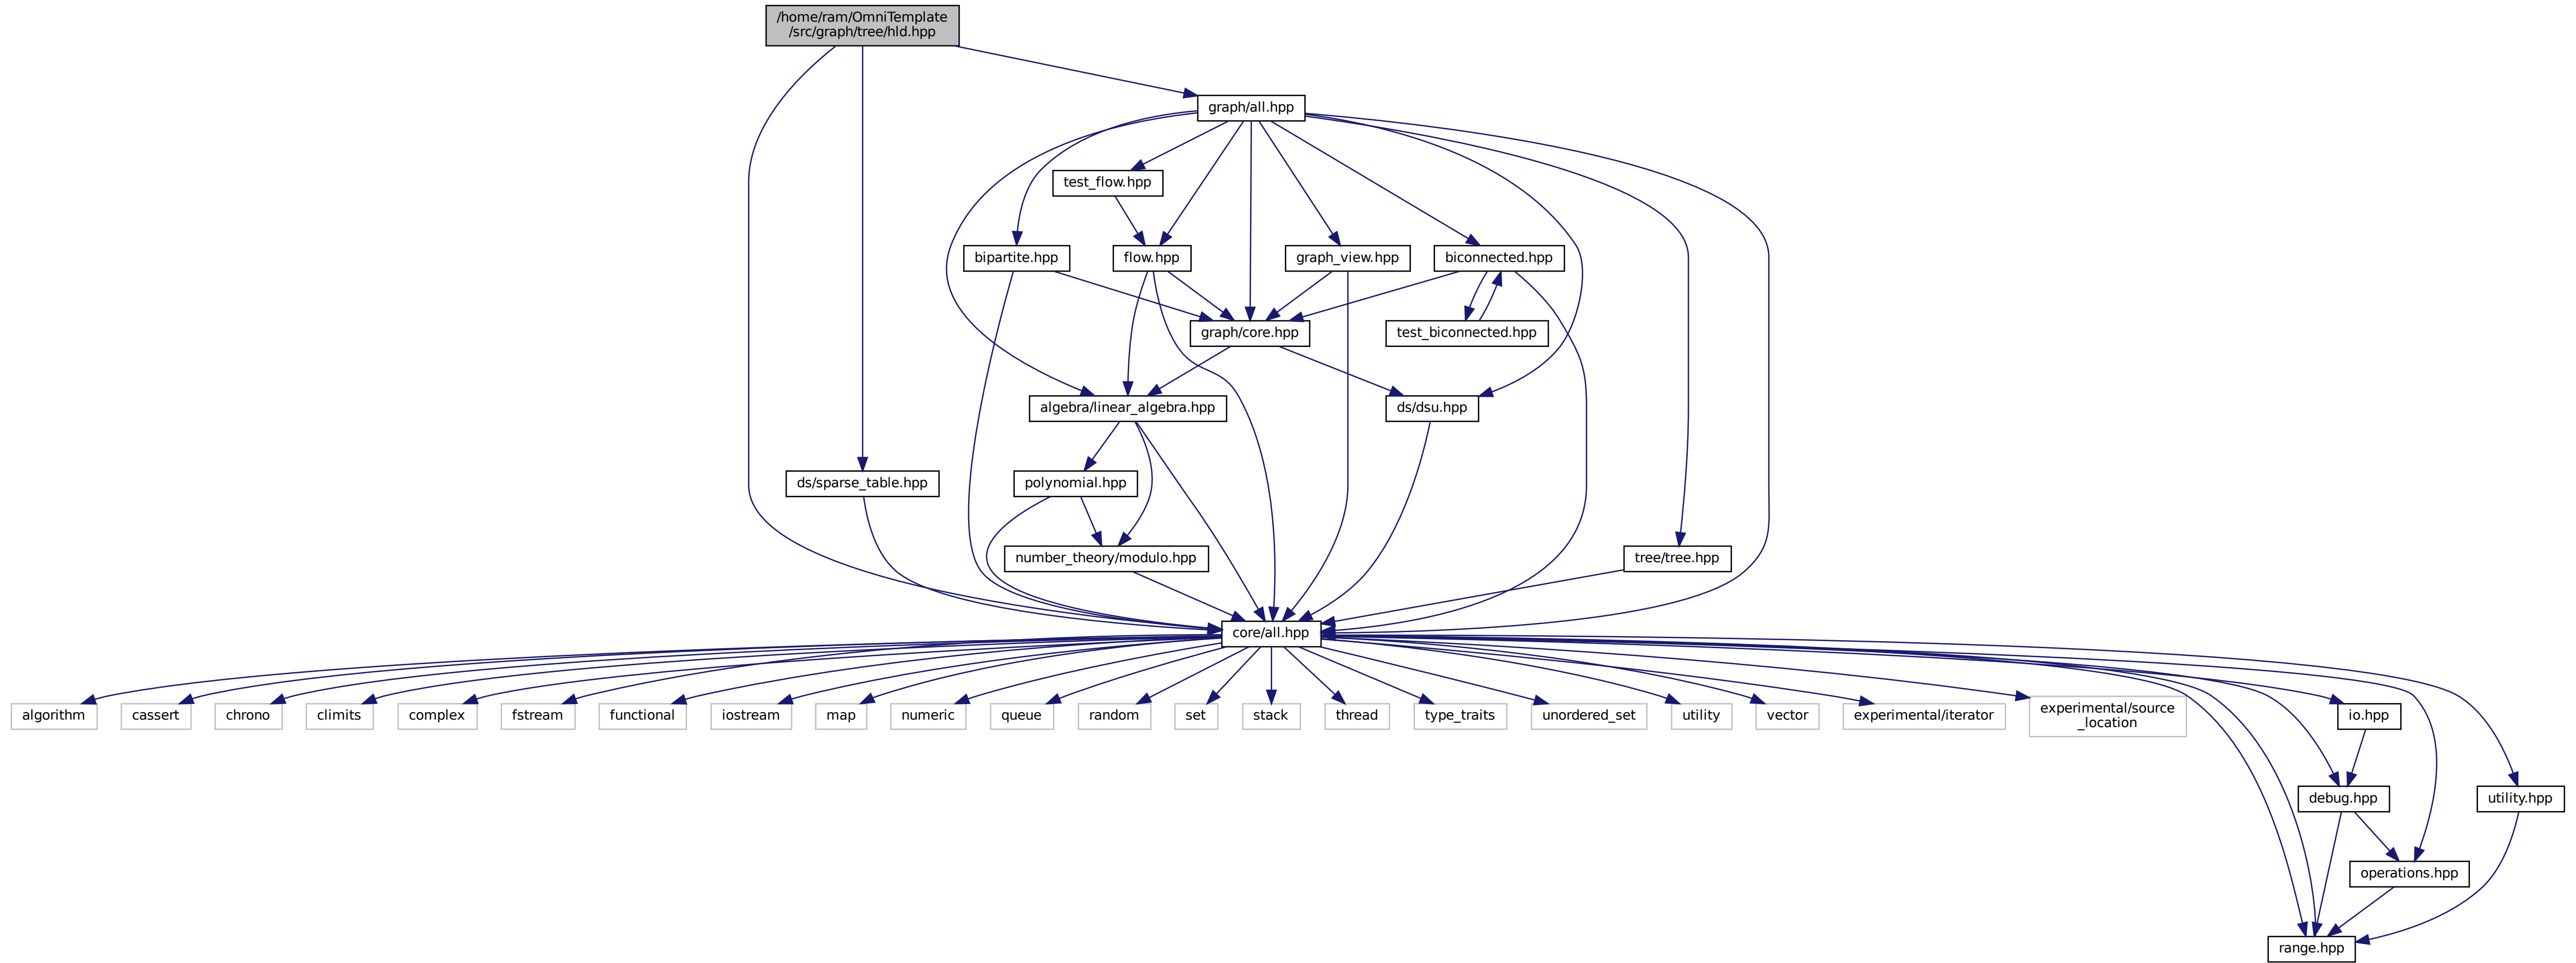 /home/ram/OmniTemplate
/src/graph/tree/hld.hpp
graph/all.hpp
test_flow.hpp
bipartite.hpp
flow.hpp
graph_view.hpp
biconnected.hpp
graph/core.hpp
test_biconnected.hpp
algebra/linear_algebra.hpp
ds/dsu.hpp
ds/sparse_table.hpp
polynomial.hpp
number_theory/modulo.hpp
tree/tree.hpp
core/all.hpp
algorithm
cassert
chrono
climits
complex
fstream
functional
iostream
map
numeric
queue
random
set
stack
thread
type_traits
unordered_set
utility
vector
experimental/iterator
experimental/source
_location
io.hpp
debug.hpp
utility.hpp
operations.hpp
range.hpp